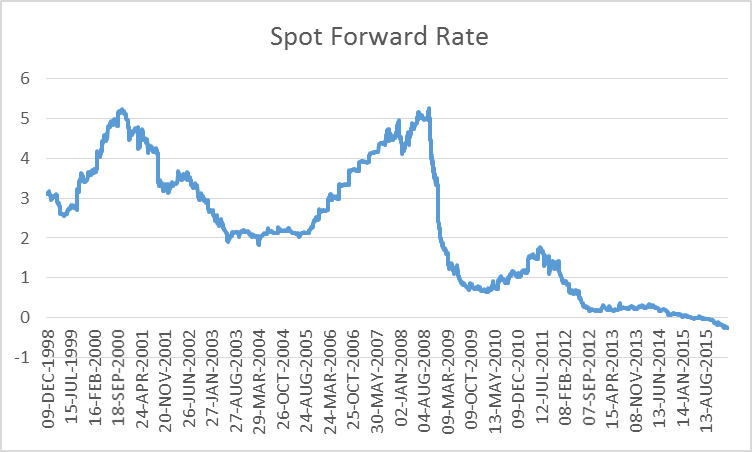 Spot Forward Rate
6
5
4
3
2
1
0
-1
09-DEC-1998
15-JUL-1999
16-FEB-2000
18-SEP-2000
24-APR-2001
20-NOV-2001
26-JUN-2002
27-JAN-2003
27-AUG-2003
29-MAR-2004
26-OCT-2004
24-AUG-2005
24-MAR-2006
25-OCT-2006
30-MAY-2007
02-JAN-2008
04-AUG-2008
09-MAR-2009
09-OCT-2009
13-MAY-2010
09-DEC-2010
12-JUL-2011
08-FEB-2012
07-SEP-2012
15-APR-2013
08-NOV-2013
13-JUN-2014
14-JAN-2015
13-AUG-2015